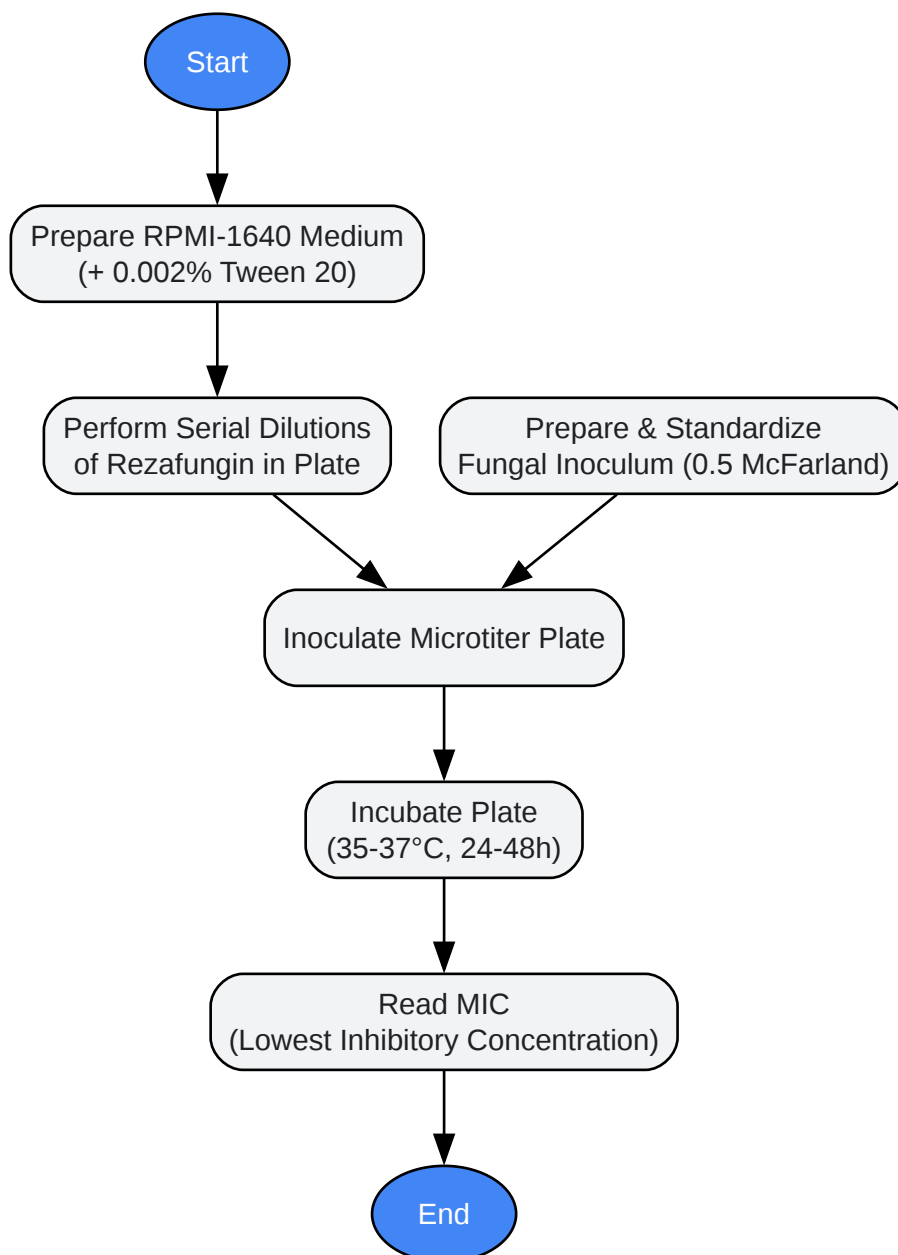 Start
Prepare RPMI-1640 Medium
(+ 0.002% Tween 20)
Perform Serial Dilutions
of Rezafungin in Plate
Prepare & Standardize
Fungal Inoculum (0.5 McFarland)
Inoculate Microtiter Plate
Incubate Plate
(35-37°C, 24-48h)
Read MIC
(Lowest Inhibitory Concentration)
End